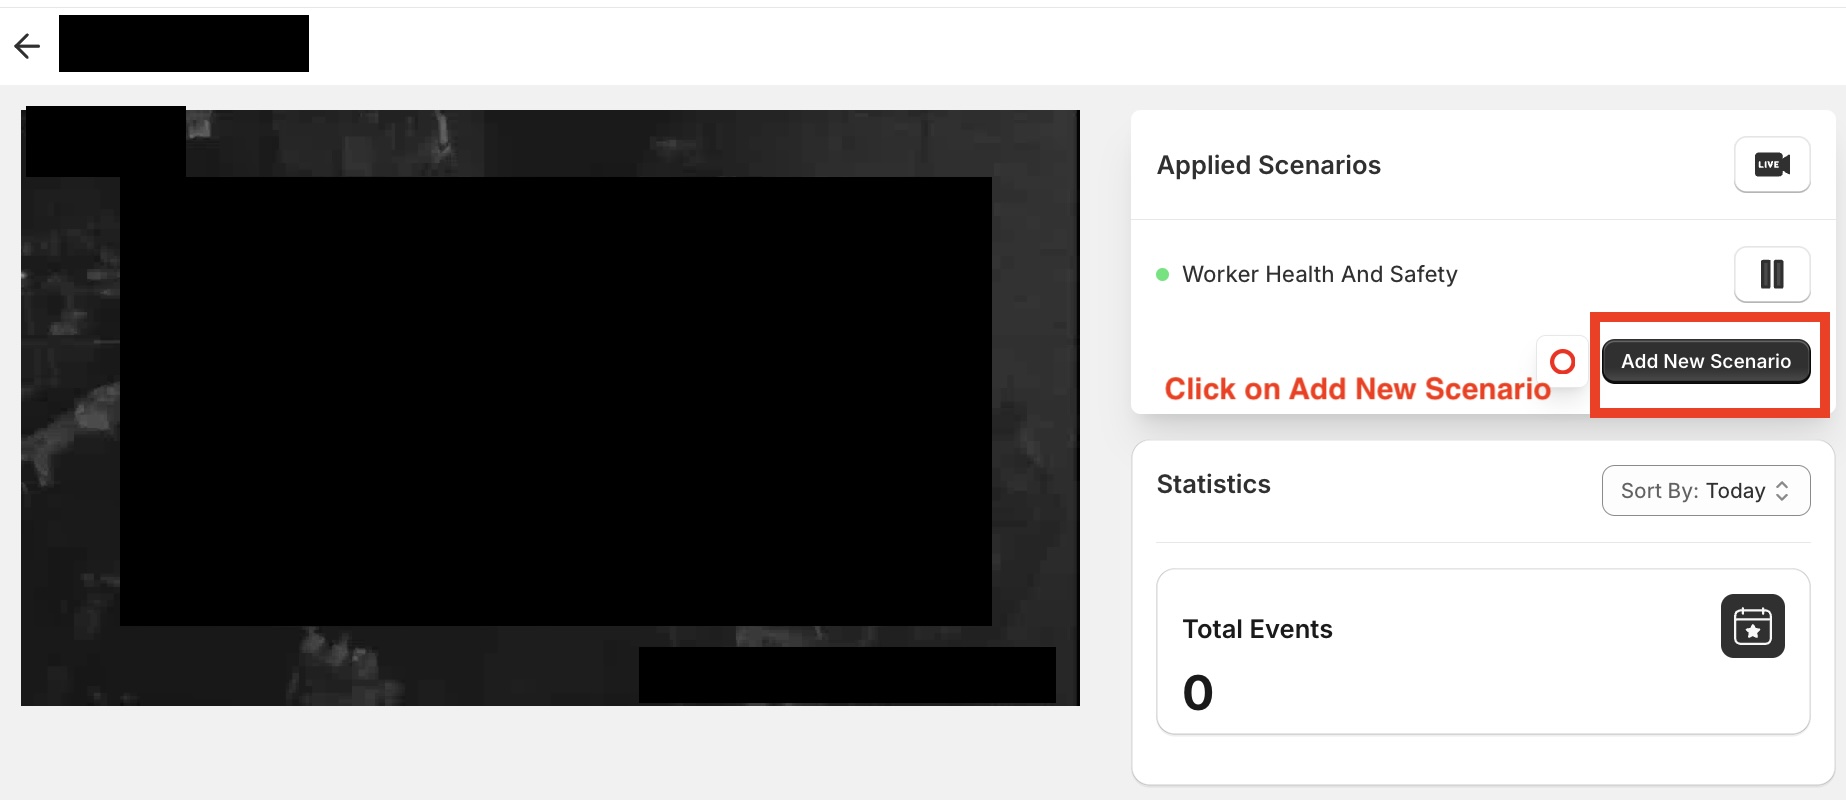 Applied Scenarios
LIVE
Worker Health And Safety
Add New Scenario
Click on Add New Scenario
Statistics
Sort By: Today
Total Events
0